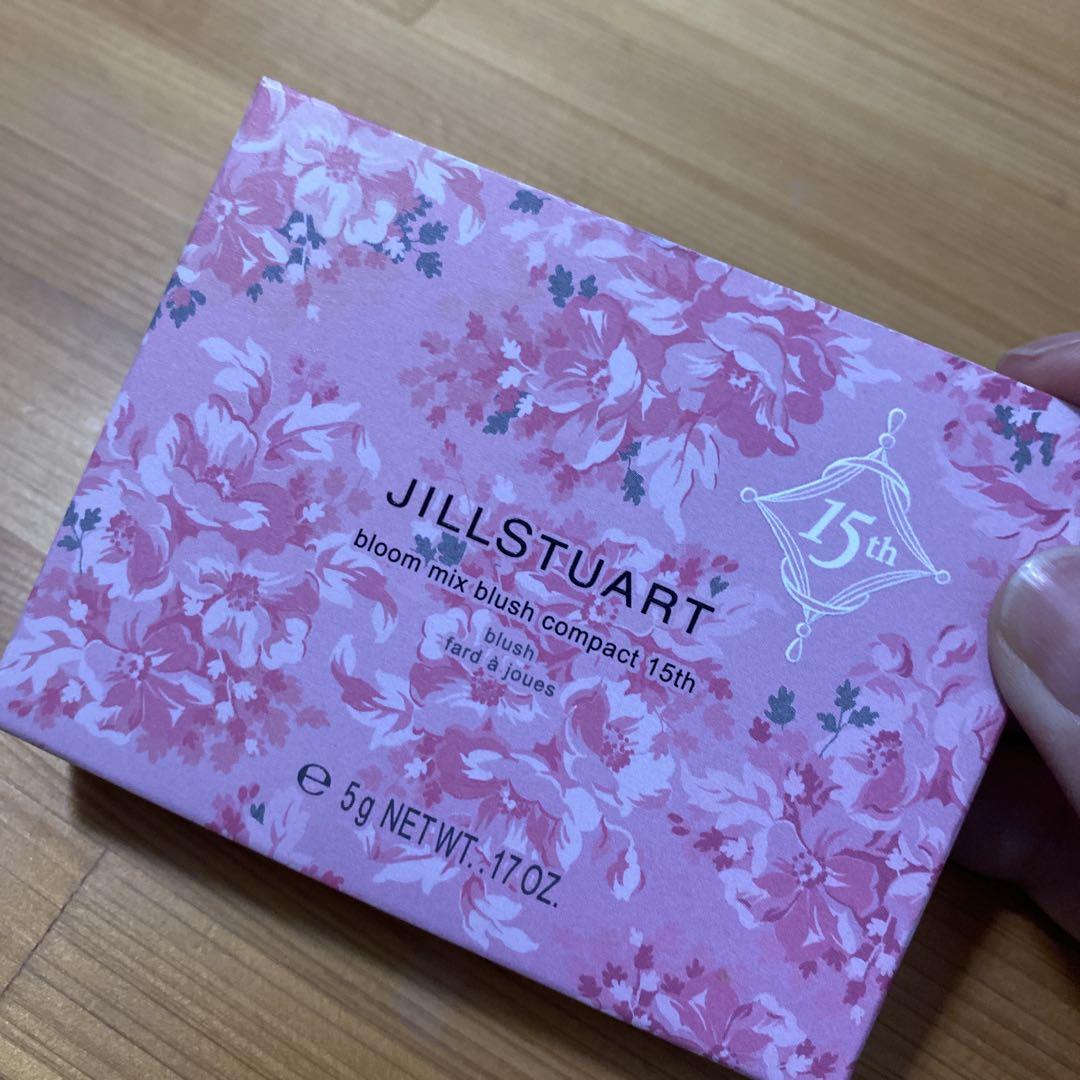 15th
JILLSTUART
bloom mix blush compact 15th
blush
fard à joues
℮ 5g NET WT. .17 OZ.